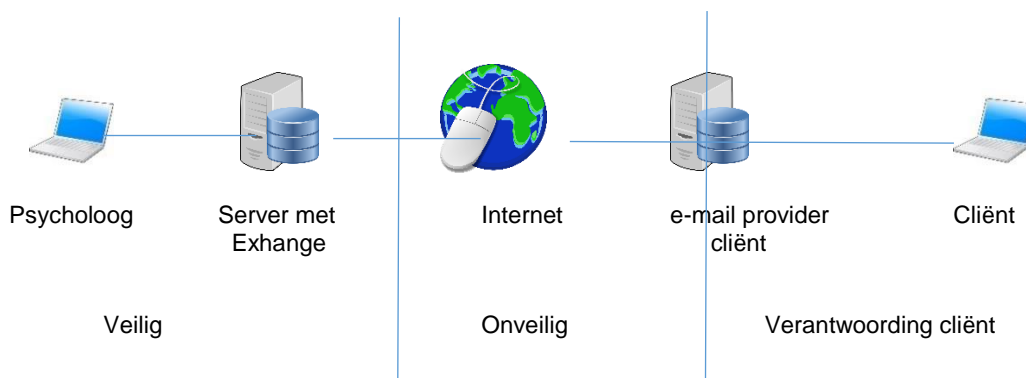 Psycholoog
Server met
Exhange
Internet
e-mail provider
cliënt
Cliënt
Veilig
Onveilig
Verantwoording cliënt